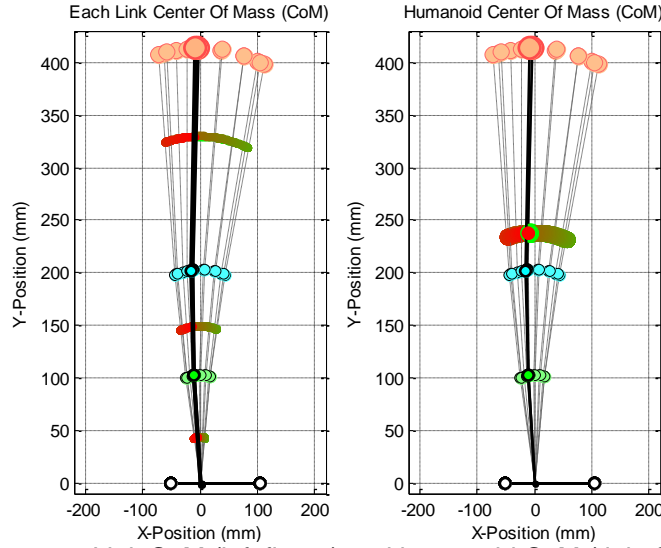 Each Link Center Of Mass (CoM)
400
350
300
250
200
150
100
50
0
Y-Position (mm)
-200 -100 0 100 200
X-Position (mm)
Humanoid Center Of Mass (CoM)
400
350
300
250
200
150
100
50
0
Y-Position (mm)
-200 -100 0 100 200
X-Position (mm)